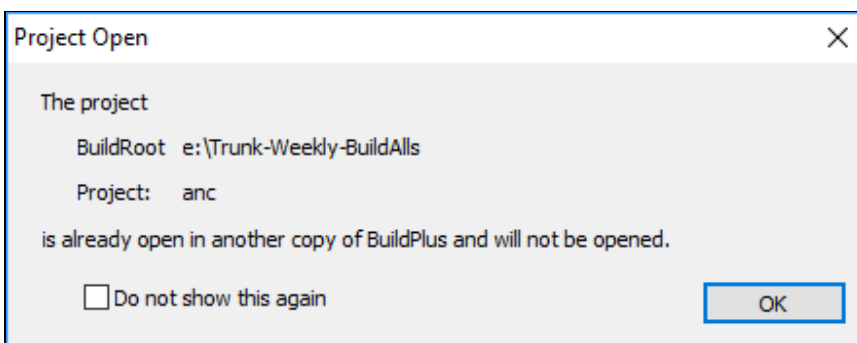 Project Open
The project
BuildRoot e:\Trunk-Weekly-BuildAlls
Project: anc
is already open in another copy of BuildPlus and will not be opened.
Do not show this again
OK